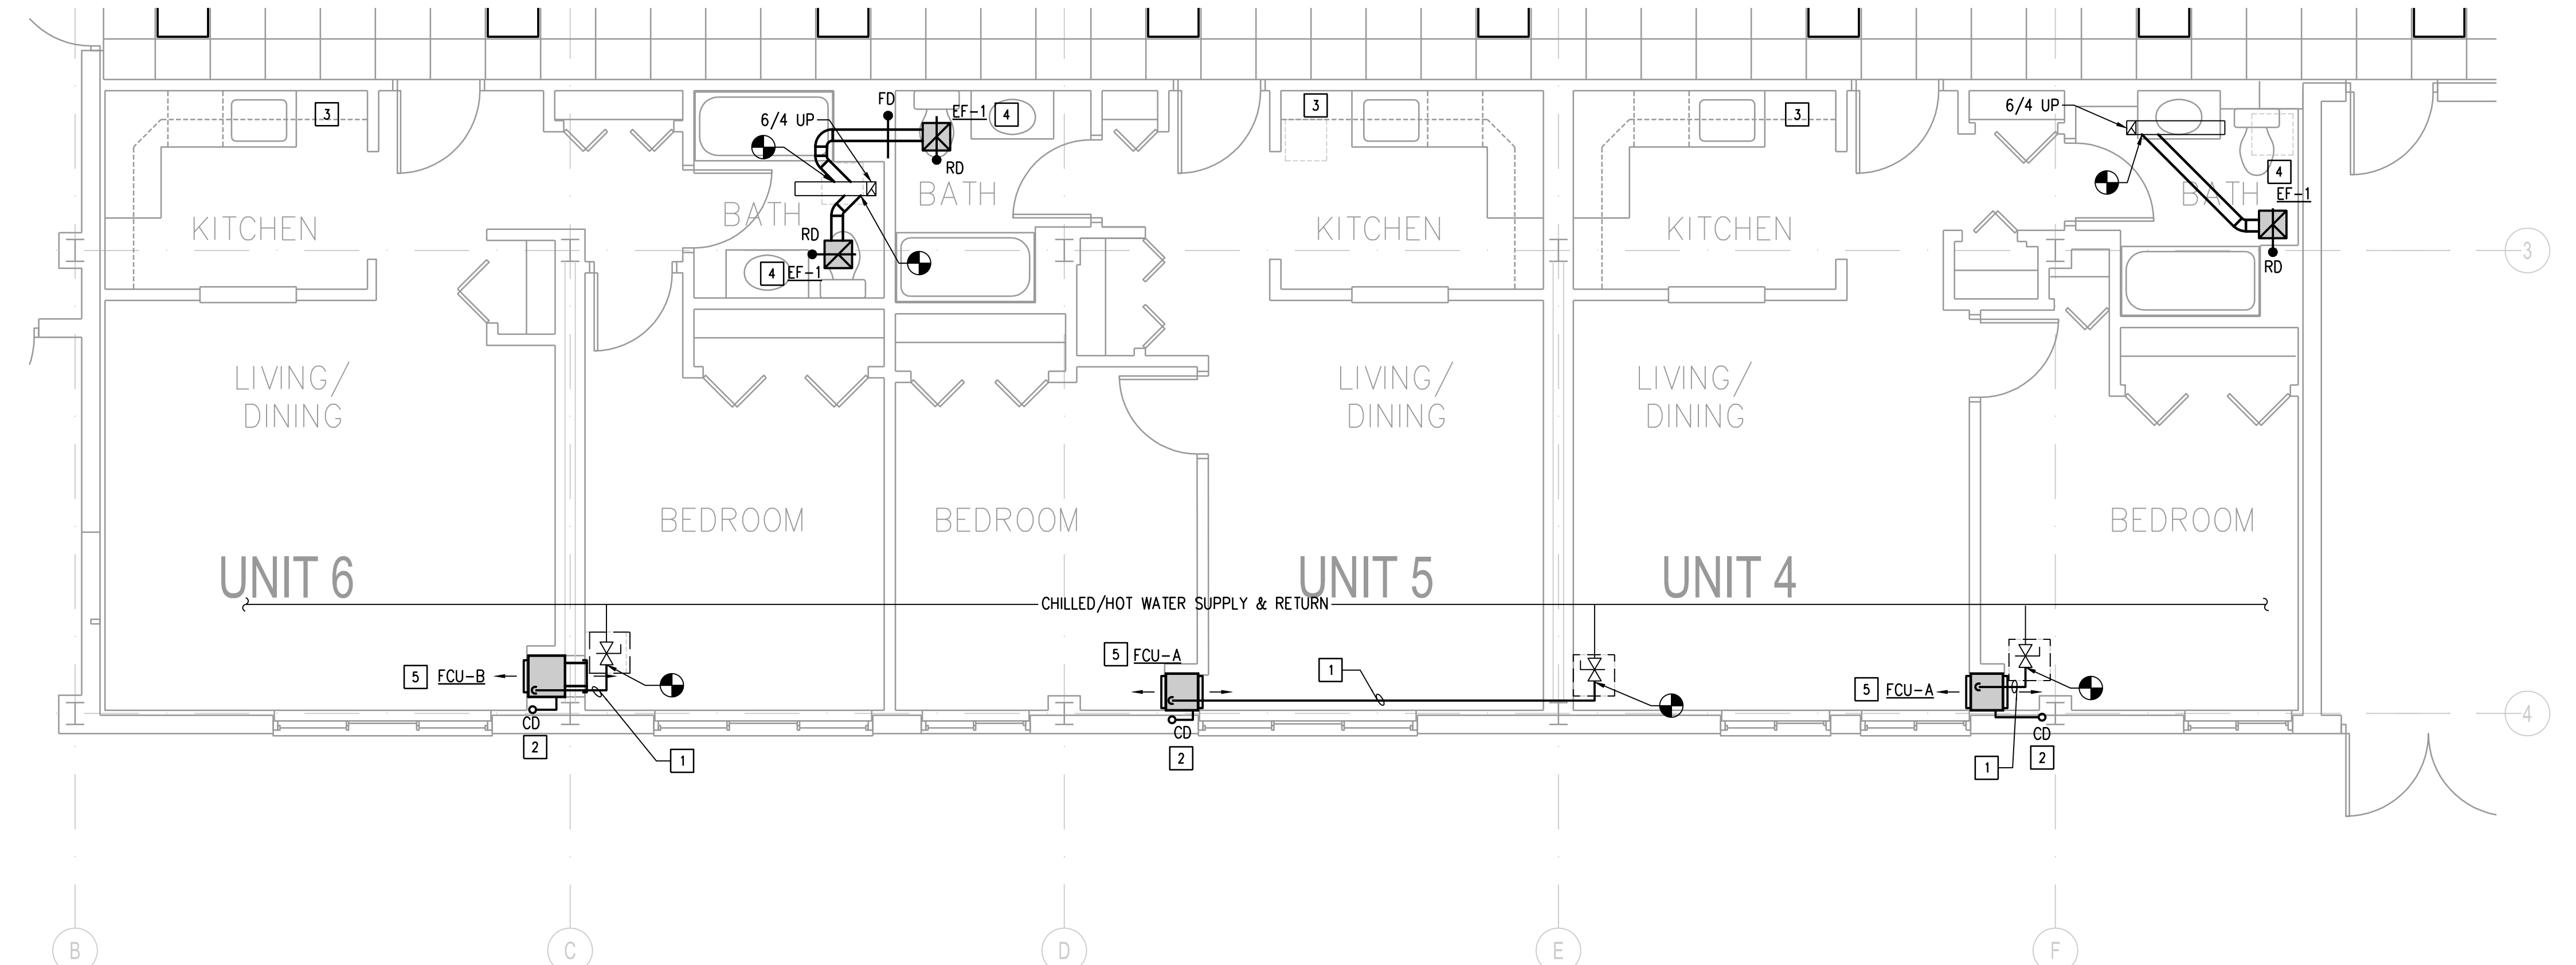 FD
EF-1
4
3
6/4 UP
RD
BATH
BATH
KITCHEN
RD
4
EF-1
3
3
6/4 UP
4
EF-1
BATH
RD
KITCHEN
KITCHEN
3
LIVING/
DINING
LIVING/
DINING
LIVING/
DINING
BEDROOM
BEDROOM
BEDROOM
UNIT 6
UNIT 5
UNIT 4
CHILLED/HOT WATER SUPPLY & RETURN
5
FCU-B
CD
2
1
5
FCU-A
CD
2
1
5
FCU-A
CD
2
1
4
B
C
D
E
F